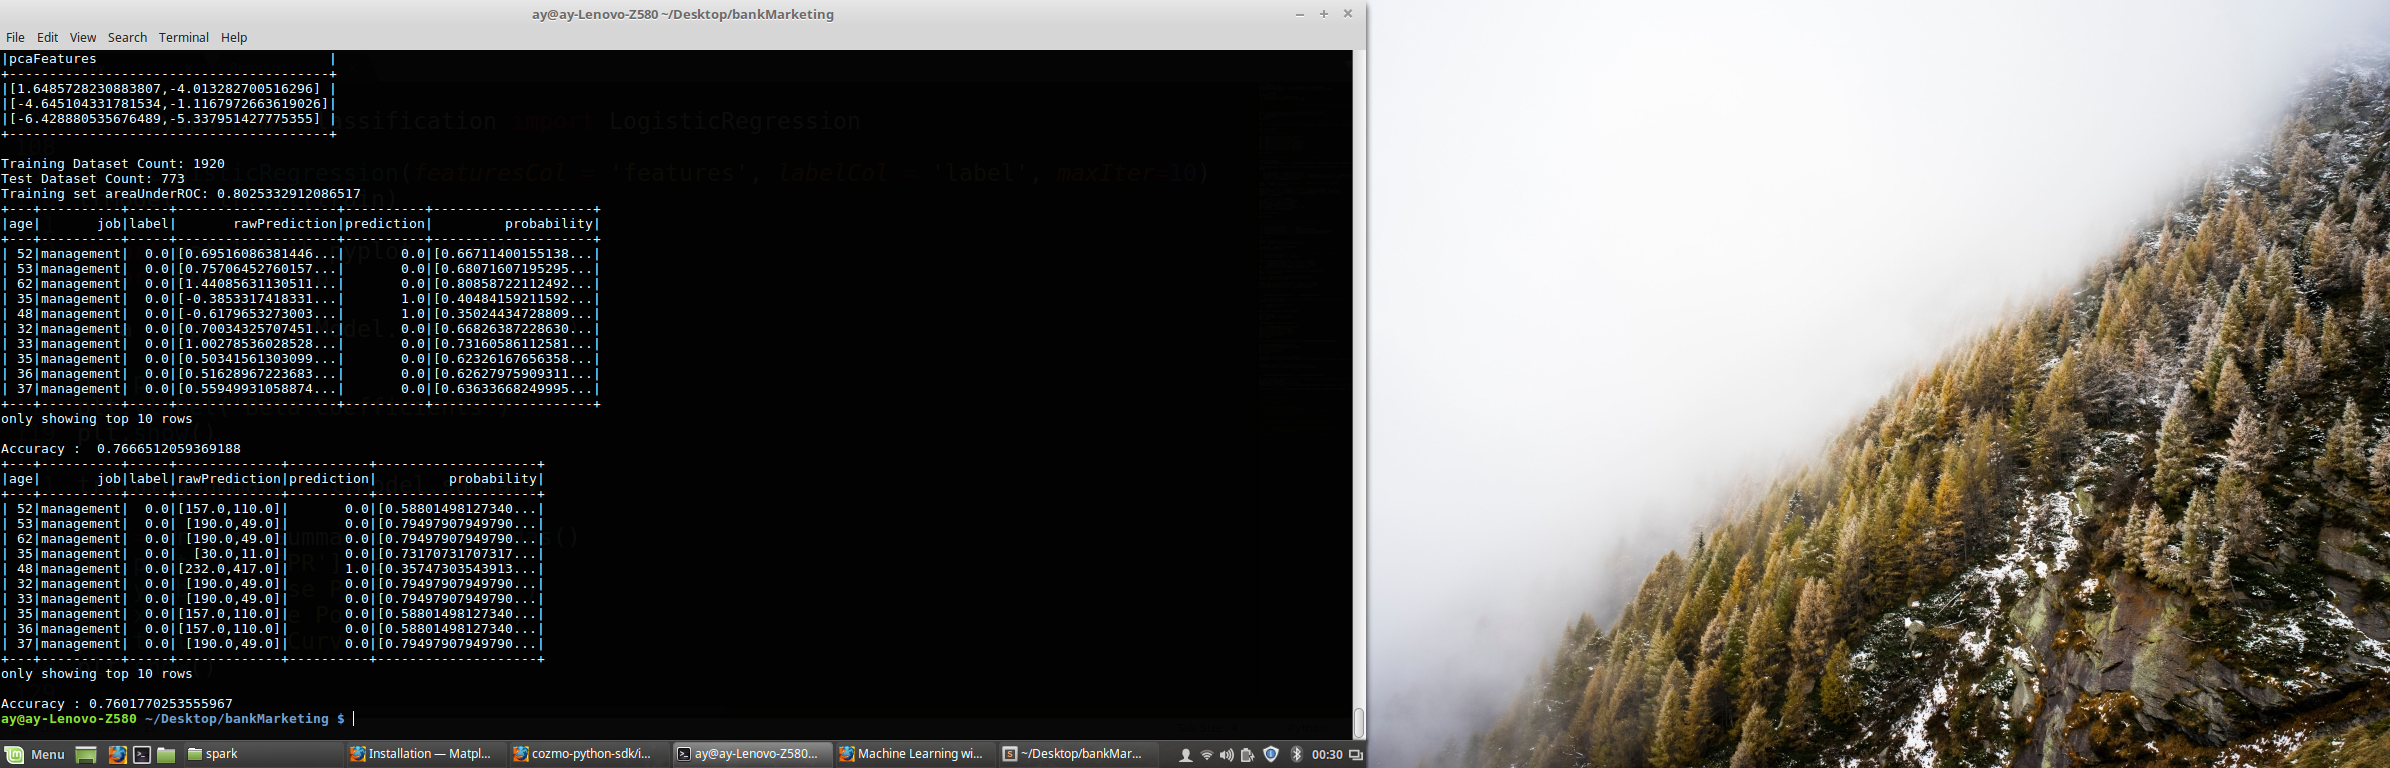 ay@ay-Lenovo-Z580 ~/Desktop/bankMarketing
File Edit View Search Terminal Help
|pcaFeatures                             |
+----------------------------------------+
|[1.6485728230883807,-4.013282700516296] |
|[-4.645104331781534,-1.1167972663619026]|
|[-6.428880535676489,-5.337951427775355] |
+----------------------------------------+
Training Dataset Count: 1920
Test Dataset Count: 773
Training set areaUnderROC: 0.8025332912086517
+---+----------+-----+--------------------+----------+--------------------+
|age|       job|label|       rawPrediction|prediction|         probability|
+---+----------+-----+--------------------+----------+--------------------+
| 52|management|  0.0|[0.69516086381446...|       0.0|[0.66711400155138...|
| 53|management|  0.0|[0.75706452760157...|       0.0|[0.68071607195295...|
| 62|management|  0.0|[1.44085631130511...|       0.0|[0.80858722112492...|
| 35|management|  0.0|[-0.3853317418331...|       1.0|[0.40484159211592...|
| 48|management|  0.0|[-0.6179653273003...|       1.0|[0.35024434728809...|
| 32|management|  0.0|[0.70034325707451...|       0.0|[0.66826387228630...|
| 33|management|  0.0|[1.00278536028528...|       0.0|[0.73160586112581...|
| 35|management|  0.0|[0.50341561303099...|       0.0|[0.62326167656358...|
| 36|management|  0.0|[0.51628967223683...|       0.0|[0.62627975909311...|
| 37|management|  0.0|[0.55949931058874...|       0.0|[0.63633668249995...|
+---+----------+-----+--------------------+----------+--------------------+
only showing top 10 rows
Accuracy :  0.7666512059369188
+---+----------+-----+-------------+----------+--------------------+
|age|       job|label|rawPrediction|prediction|         probability|
+---+----------+-----+-------------+----------+--------------------+
| 52|management|  0.0|[157.0,110.0]|       0.0|[0.58801498127340...|
| 53|management|  0.0| [190.0,49.0]|       0.0|[0.79497907949790...|
| 62|management|  0.0| [190.0,49.0]|       0.0|[0.79497907949790...|
| 35|management|  0.0|  [30.0,11.0]|       0.0|[0.73170731707317...|
| 48|management|  0.0|[232.0,417.0]|       1.0|[0.35747303543913...|
| 32|management|  0.0| [190.0,49.0]|       0.0|[0.79497907949790...|
| 33|management|  0.0| [190.0,49.0]|       0.0|[0.79497907949790...|
| 35|management|  0.0|[157.0,110.0]|       0.0|[0.58801498127340...|
| 36|management|  0.0|[157.0,110.0]|       0.0|[0.58801498127340...|
| 37|management|  0.0| [190.0,49.0]|       0.0|[0.79497907949790...|
+---+----------+-----+-------------+----------+--------------------+
only showing top 10 rows
Accuracy : 0.7601770253555967
ay@ay-Lenovo-Z580 ~/Desktop/bankMarketing $
Menu spark Installation — Matpl... cozmo-python-sdk/i... ay@ay-Lenovo-Z580... Machine Learning wi... ~/Desktop/bankMar... 00:30